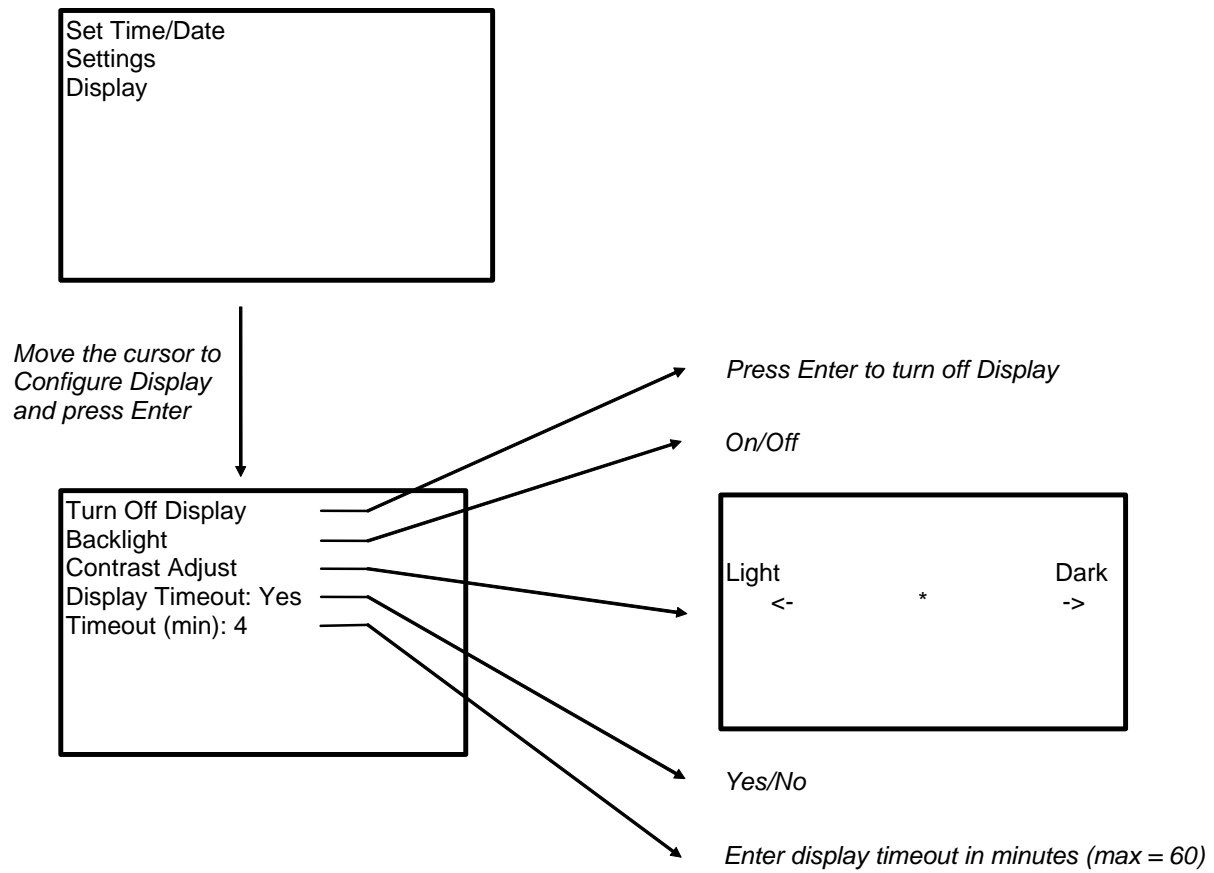 Set Time/Date
Settings
Display
Move the cursor to
Configure Display
and press Enter
Press Enter to turn off Display
On/Off
Turn Off Display
Backlight
Contrast Adjust
Display Timeout: Yes
Timeout (min): 4
Light Dark
<- * ->
Yes/No
Enter display timeout in minutes (max = 60)